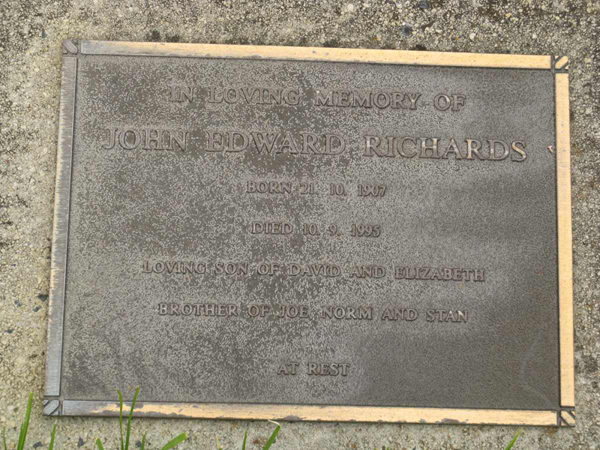 IN LOVING MEMORY OF
JOHN EDWARD RICHARDS
BORN 21. 10. 1907
DIED 10. 9. 1995
LOVING SON OF DAVID AND ELIZABETH
BROTHER OF JOE, NORM AND STAN
AT REST